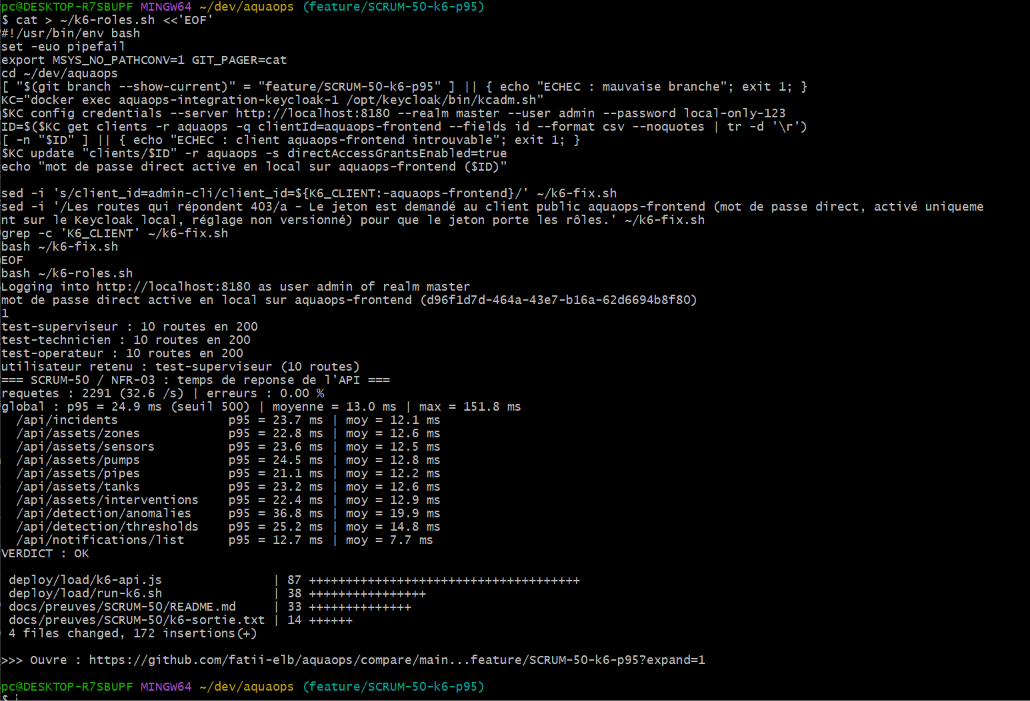 pc@DESKTOP-R7SBUPF MINGW64 ~/dev/aquaops (feature/SCRUM-50-k6-p95)
$ cat > ~/k6-roles.sh <<'EOF'
#!/usr/bin/env bash
set -euo pipefail
export MSYS_NO_PATHCONV=1 GIT_PAGER=cat
cd ~/dev/aquaops
[ "$(git branch --show-current)" = "feature/SCRUM-50-k6-p95" ] || { echo "ECHEC : mauvaise branche"; exit 1; }
KC="docker exec aquaops-integration-keycloak-1 /opt/keycloak/bin/kcadm.sh"
$KC config credentials --server http://localhost:8180 --realm master --user admin --password local-only-123
ID=$($KC get clients -r aquaops -q clientId=aquaops-frontend --fields id --format csv --noquotes | tr -d '\r')
[ -n "$ID" ] || { echo "ECHEC : client aquaops-frontend introuvable"; exit 1; }
$KC update "clients/$ID" -r aquaops -s directAccessGrantsEnabled=true
echo "mot de passe direct active en local sur aquaops-frontend ($ID)"

sed -i 's/client_id=admin-cli/client_id=${K6_CLIENT:-aquaops-frontend}/' ~/k6-fix.sh
sed -i '/Les routes qui répondent 403/a - Le jeton est demandé au client public aquaops-frontend (mot de passe direct, activé uniqueme
nt sur le Keycloak local, réglage non versionné) pour que le jeton porte les rôles.' ~/k6-fix.sh
grep -c 'K6_CLIENT' ~/k6-fix.sh
bash ~/k6-fix.sh
EOF
bash ~/k6-roles.sh
Logging into http://localhost:8180 as user admin of realm master
mot de passe direct active en local sur aquaops-frontend (d96f1d7d-464a-43e7-b16a-62d6694b8f80)
1
test-superviseur : 10 routes en 200
test-technicien : 10 routes en 200
test-operateur : 10 routes en 200
utilisateur retenu : test-superviseur (10 routes)
=== SCRUM-50 / NFR-03 : temps de reponse de l'API ===
requetes : 2291 (32.6 /s) | erreurs : 0.00 %
global : p95 = 24.9 ms (seuil 500) | moyenne = 13.0 ms | max = 151.8 ms
  /api/incidents               p95 = 23.7 ms | moy = 12.1 ms
  /api/assets/zones            p95 = 22.8 ms | moy = 12.6 ms
  /api/assets/sensors          p95 = 23.6 ms | moy = 12.5 ms
  /api/assets/pumps            p95 = 24.5 ms | moy = 12.8 ms
  /api/assets/pipes            p95 = 21.1 ms | moy = 12.2 ms
  /api/assets/tanks            p95 = 23.2 ms | moy = 12.6 ms
  /api/assets/interventions    p95 = 22.4 ms | moy = 12.9 ms
  /api/detection/anomalies     p95 = 36.8 ms | moy = 19.9 ms
  /api/detection/thresholds    p95 = 25.2 ms | moy = 14.8 ms
  /api/notifications/list      p95 = 12.7 ms | moy = 7.7 ms
VERDICT : OK

 deploy/load/k6-api.js               | 87 +++++++++++++++++++++++++++++++++++++
 deploy/load/run-k6.sh               | 38 ++++++++++++++++
 docs/preuves/SCRUM-50/README.md     | 33 ++++++++++++++
 docs/preuves/SCRUM-50/k6-sortie.txt | 14 ++++++
 4 files changed, 172 insertions(+)

>>> Ouvre : https://github.com/fatii-elb/aquaops/compare/main...feature/SCRUM-50-k6-p95?expand=1

pc@DESKTOP-R7SBUPF MINGW64 ~/dev/aquaops (feature/SCRUM-50-k6-p95)
$